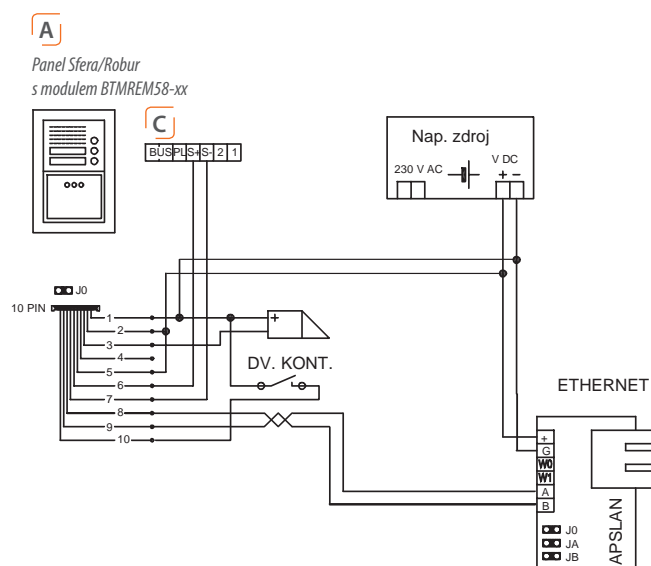 A
Panel Sfera/Robur
s modulem BTMREM58-xx
C
BUS PL S+ S- 2 1
Nap. zdroj
230 V AC
V DC
+ −
J0
10 PIN
1
2
3
4
5
6
7
8
9
10
+
DV. KONT.
ETHERNET
+
G
W0
W1
A
B
J0
JA
JB
APSLAN